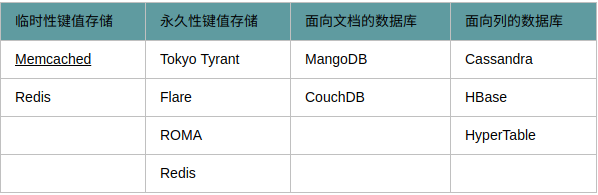 临时性键值存储 永久性键值存储 面向文档的数据库 面向列的数据库
Memcached Tokyo Tyrant MangoDB Cassandra
Redis Flare CouchDB HBase
ROMA HyperTable
Redis